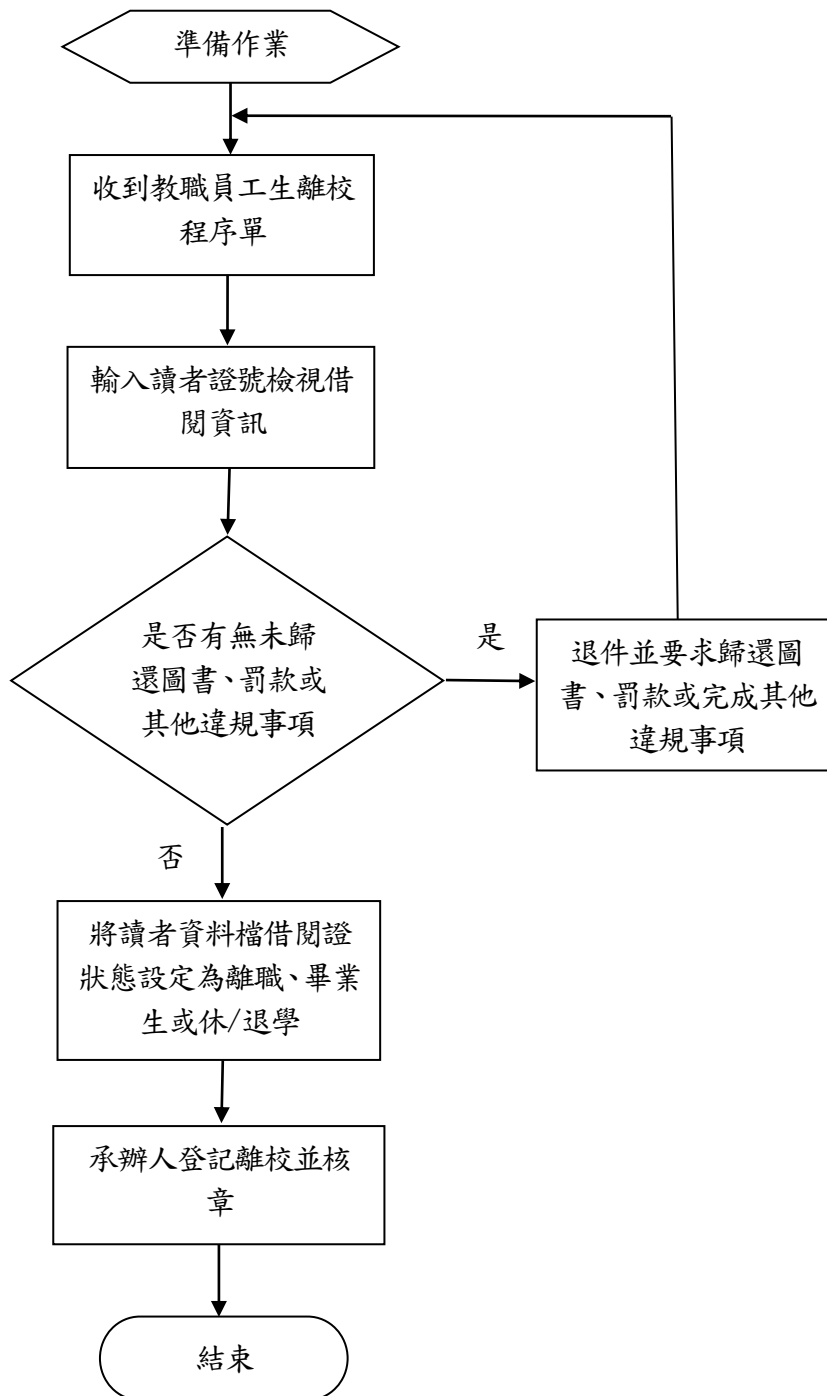 準備作業
收到教職員工生離校
程序單
輸入讀者證號檢視借
閱資訊
是否有無未歸
還圖書、罰款或
其他違規事項
是
退件並要求歸還圖
書、罰款或完成其他
違規事項
否
將讀者資料檔借閱證
狀態設定為離職、畢業
生或休/退學
承辦人登記離校並核
章
結束